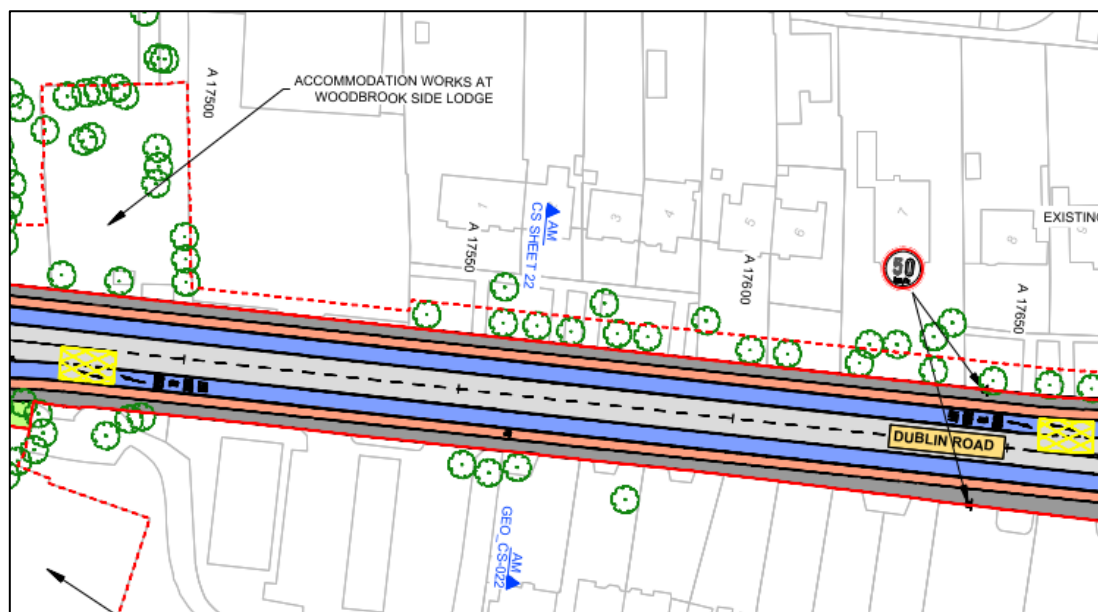 A 17500
ACCOMMODATION WORKS AT
WOODBROOK SIDE LODGE
A 17550
AM
CS SHEET 22
1
3
4
5
6
7
8
9
EXISTING
A 17600
A 17650
50
DUBLIN ROAD
AM
GEO_CS-022